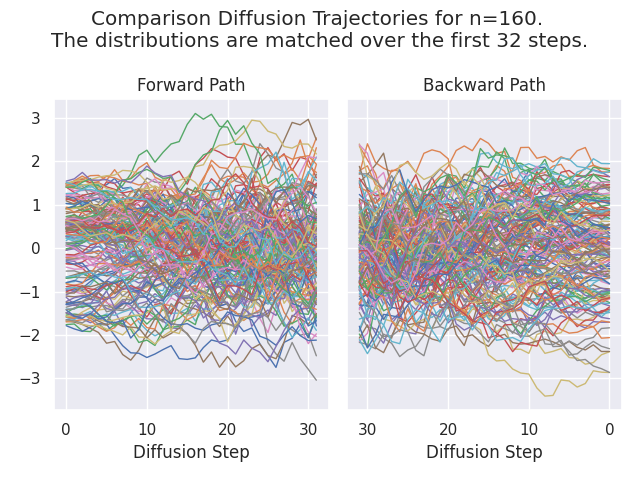 Comparison Diffusion Trajectories for n=160.
The distributions are matched over the first 32 steps.
Forward Path
Backward Path
3
2
1
0
−1
−2
−3
0
10
20
30
30
20
10
0
Diffusion Step
Diffusion Step